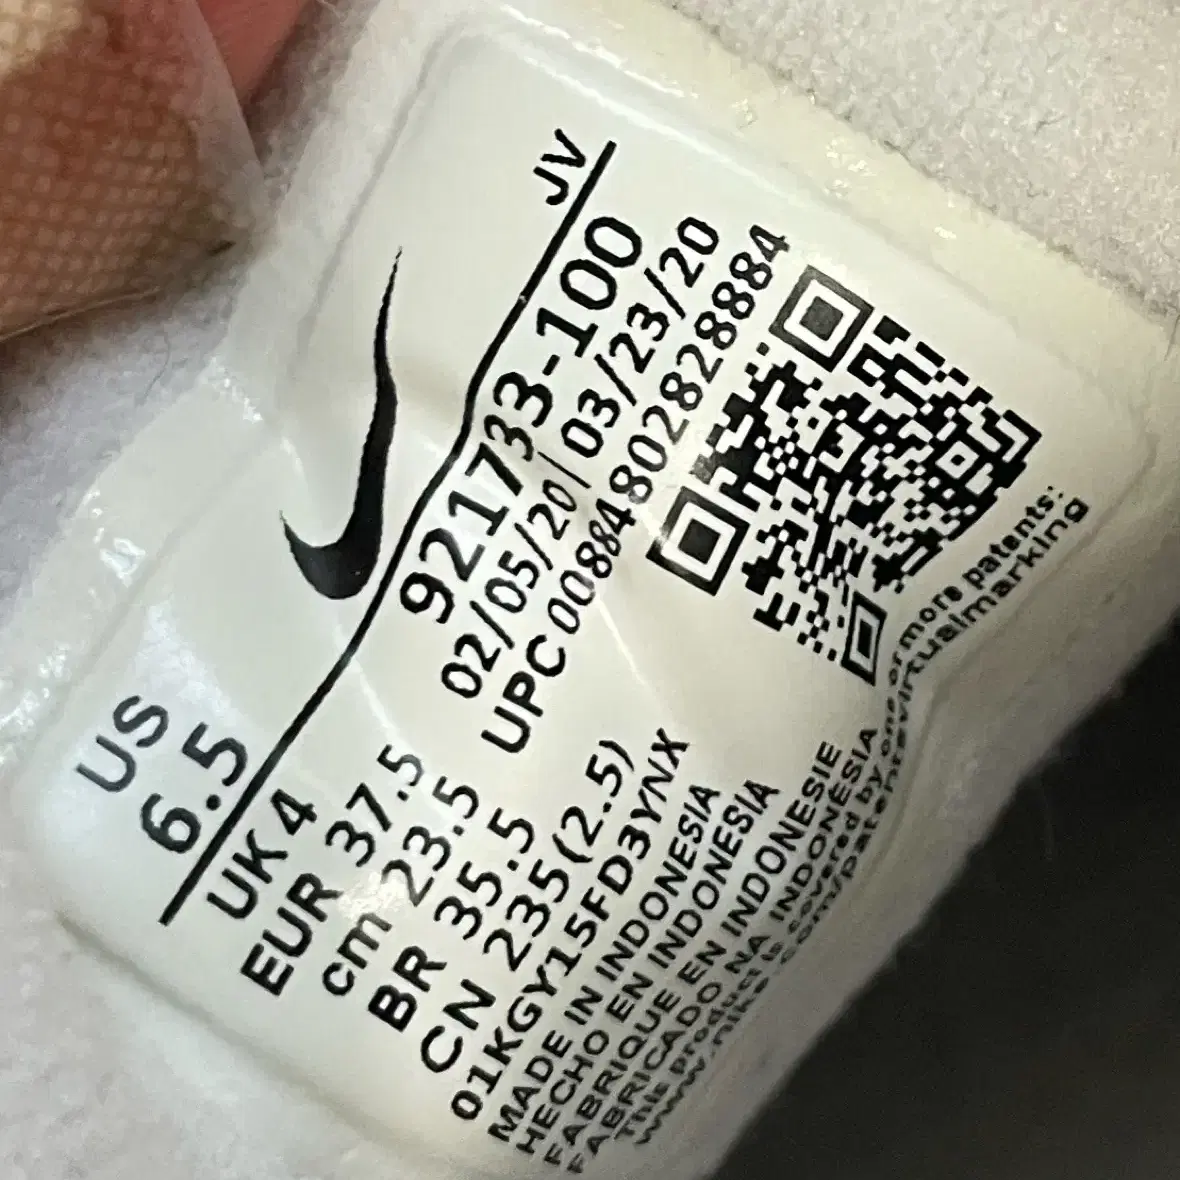 JV
US
6.5
UK 4
EUR 37.5
cm 23.5
BR 35.5
CN 235 (2.5)
921733-100
02/05/20 | 03/23/20
UPC 00884802828884
01KGY15FD3YNX
MADE IN INDONESIA
HECHO EN INDONESIA
FABRIQUE EN INDONESIE
FABRICADO NA INDONESIA
This product is covered by one or more patents:
www.nike.com/patentsvirtualmarking